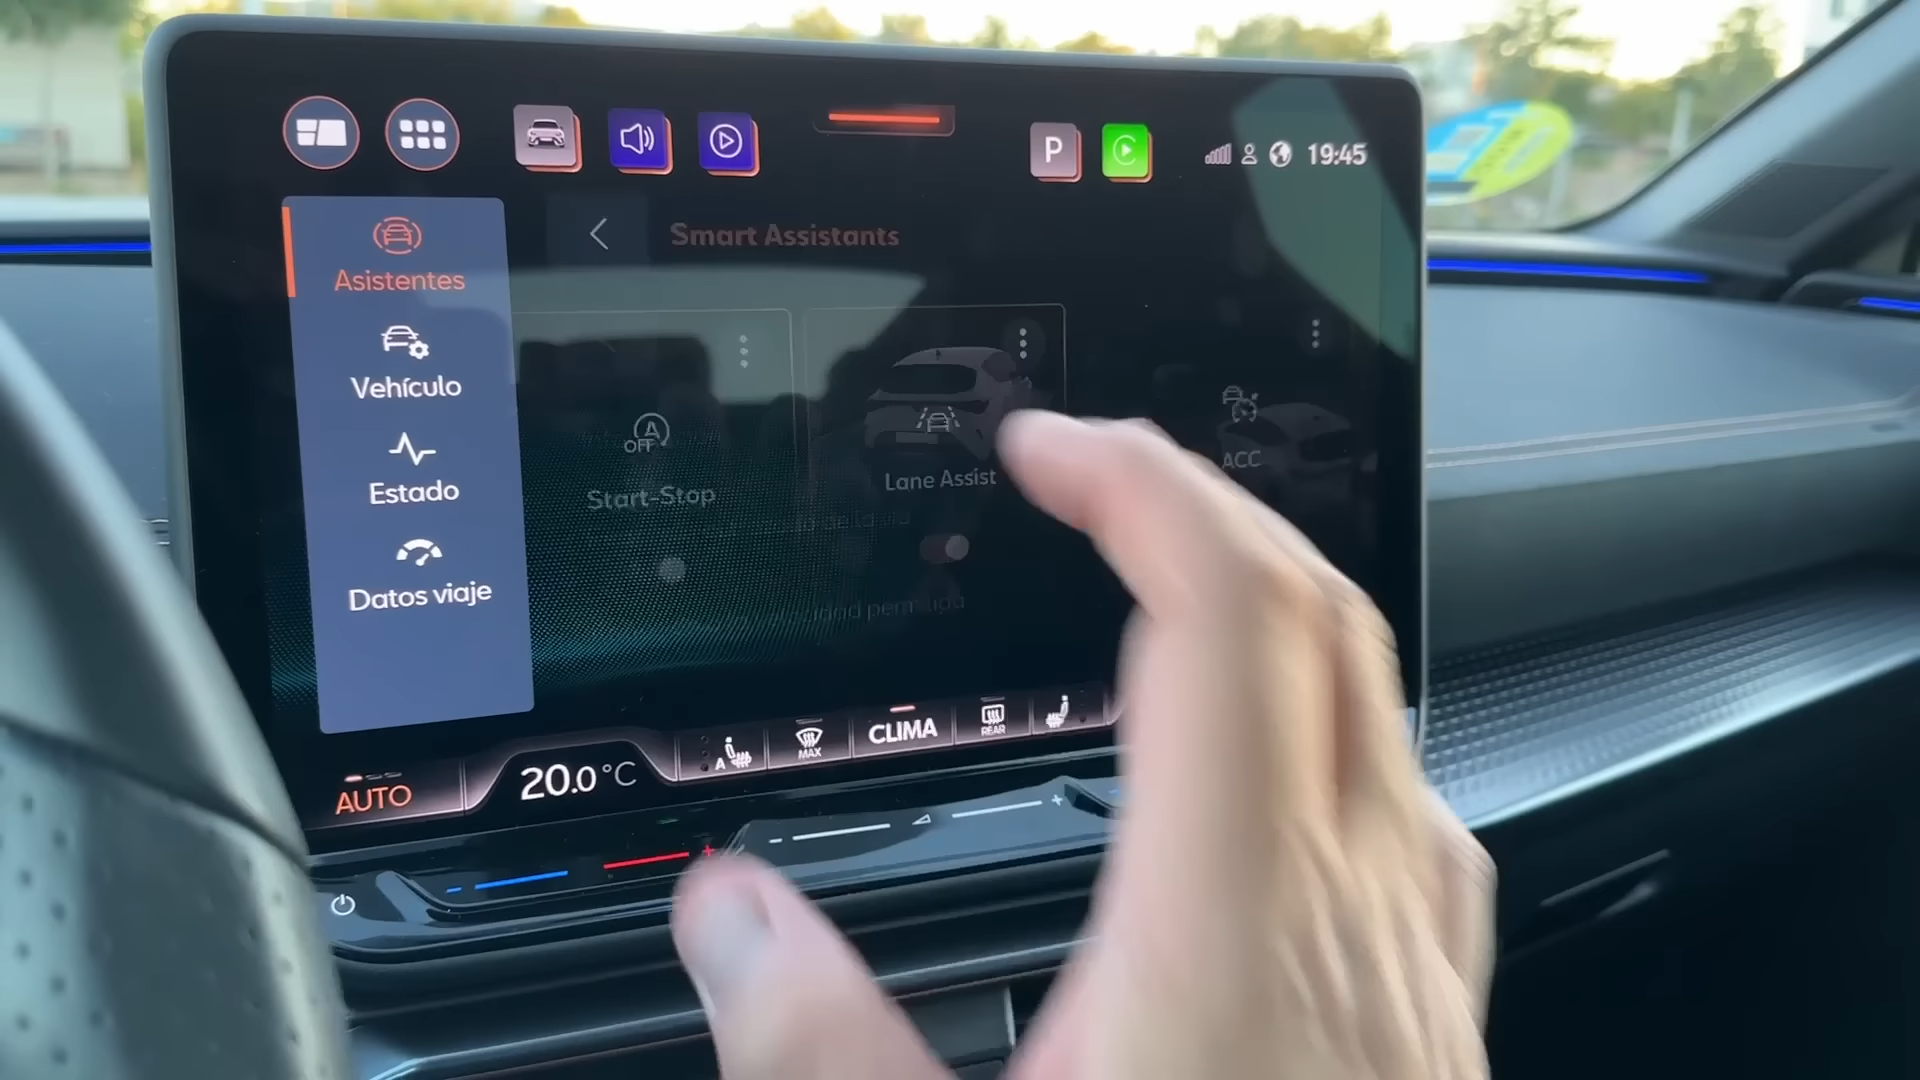 P
19:45
Asistentes
Smart Assistants
Vehículo
Estado
Datos viaje
OFF
A
Start-Stop
Lane Assist
ACC
AUTO
20.0°C
A
MAX
CLIMA
REAR